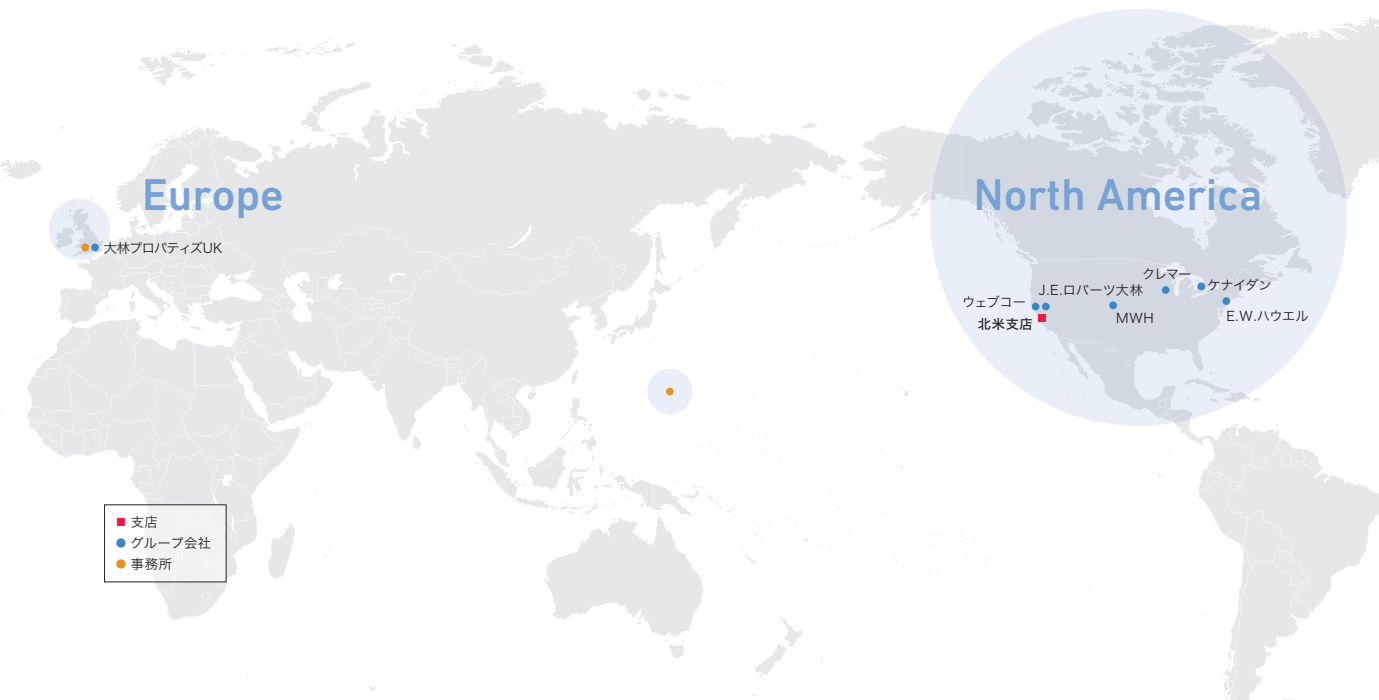 Europe
大林プロパティズUK
North America
クレマー
ケナイダン
J.E.ロバーツ大林
ウェブコー
北米支店
MWH
E.W.ハウエル
支店
グループ会社
事務所